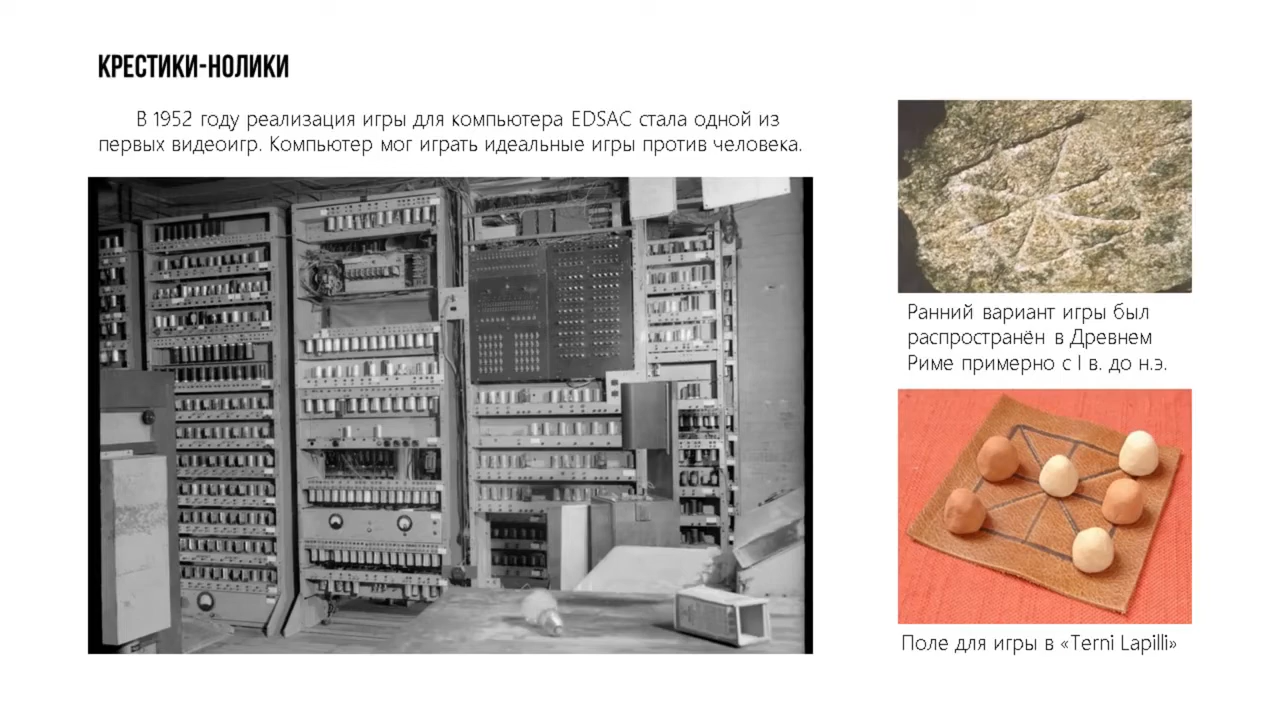 КРЕСТИКИ-НОЛИКИ
В 1952 году реализация игры для компьютера EDSAC стала одной из
первых видеоигр. Компьютер мог играть идеальные игры против человека.
Ранний вариант игры был
распространён в Древнем
Риме примерно с I в. до н.э.
Поле для игры в «Terni Lapilli»